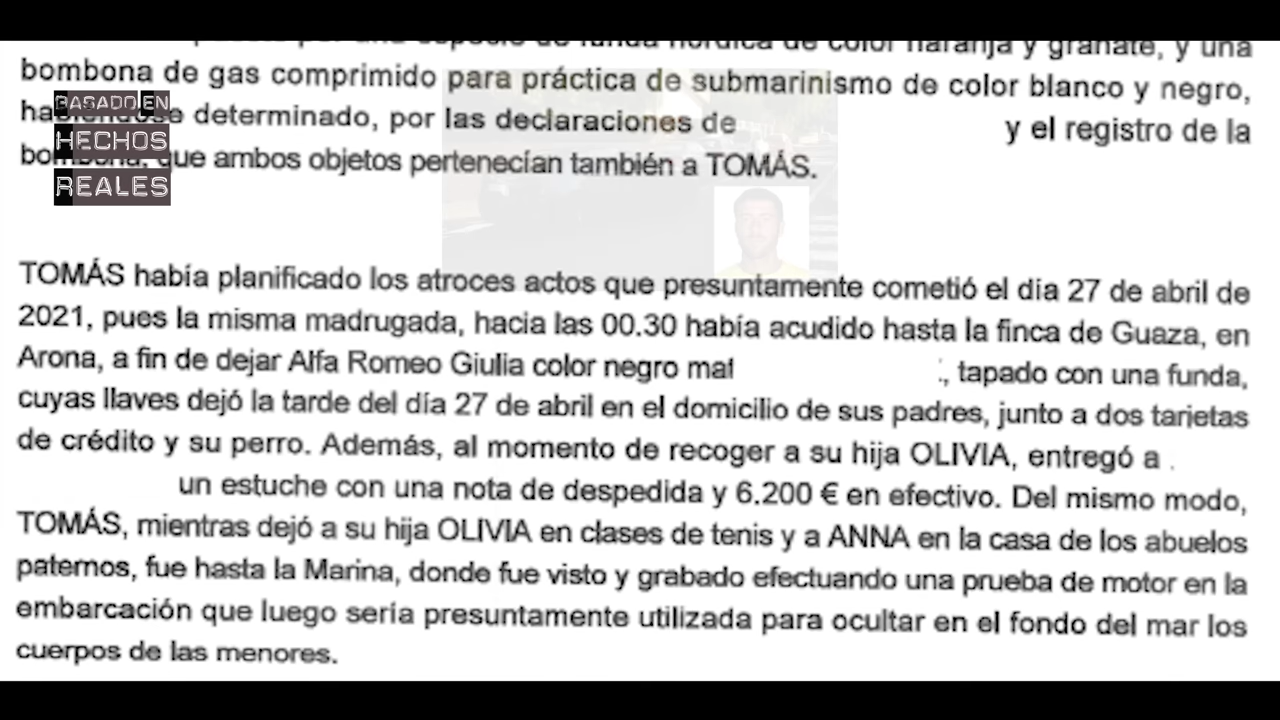 funda nórdica de color naranja y granate, y una
bombona de gas comprimido para práctica de submarinismo de color blanco y negro,
BASADO EN
HECHOS
REALES
determinado, por las declaraciones de y el registro de la
que ambos objetos pertenecían también a TOMÁS.
TOMÁS había planificado los atroces actos que presuntamente cometió el día 27 de abril de
2021, pues la misma madrugada, hacia las 00.30 había acudido hasta la finca de Guaza, en
Arona, a fin de dejar Alfa Romeo Giulia color negro mat , tapado con una funda,
cuyas llaves dejó la tarde del día 27 de abril en el domicilio de sus padres, junto a dos tarjetas
de crédito y su perro. Además, al momento de recoger a su hija OLIVIA, entregó a
un estuche con una nota de despedida y 6.200 € en efectivo. Del mismo modo,
TOMÁS, mientras dejó a su hija OLIVIA en clases de tenis y a ANNA en la casa de los abuelos
paternos, fue hasta la Marina, donde fue visto y grabado efectuando una prueba de motor en la
embarcación que luego sería presuntamente utilizada para ocultar en el fondo del mar los
cuerpos de las menores.